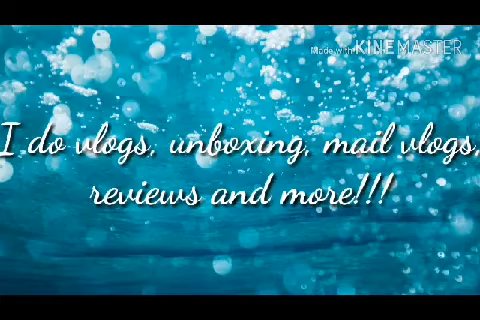 Made with KINEMASTER
I do vlogs, unboxing, mail vlogs,
reviews and more!!!